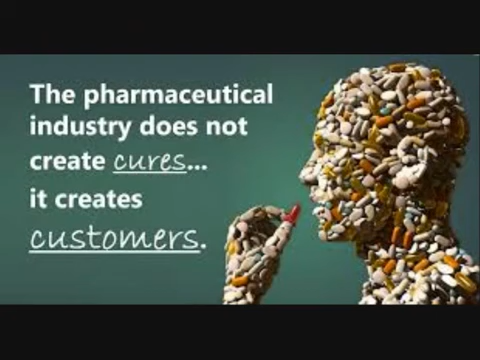 The pharmaceutical
industry does not
create cures...
it creates
customers.